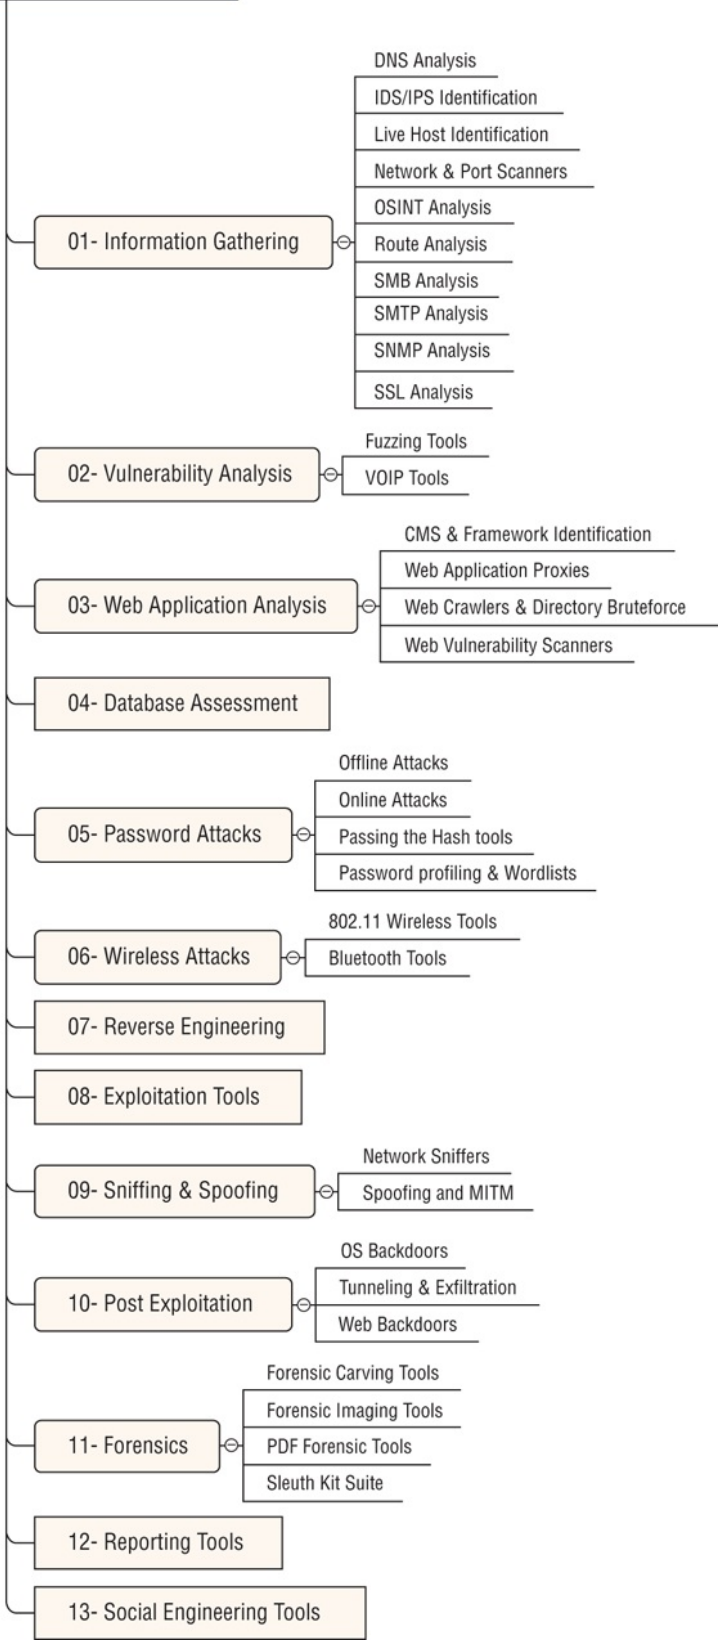 01- Information Gathering
DNS Analysis
IDS/IPS Identification
Live Host Identification
Network & Port Scanners
OSINT Analysis
Route Analysis
SMB Analysis
SMTP Analysis
SNMP Analysis
SSL Analysis
02- Vulnerability Analysis
Fuzzing Tools
VOIP Tools
03- Web Application Analysis
CMS & Framework Identification
Web Application Proxies
Web Crawlers & Directory Bruteforce
Web Vulnerability Scanners
04- Database Assessment
05- Password Attacks
Offline Attacks
Online Attacks
Passing the Hash tools
Password profiling & Wordlists
06- Wireless Attacks
802.11 Wireless Tools
Bluetooth Tools
07- Reverse Engineering
08- Exploitation Tools
09- Sniffing & Spoofing
Network Sniffers
Spoofing and MITM
10- Post Exploitation
OS Backdoors
Tunneling & Exfiltration
Web Backdoors
11- Forensics
Forensic Carving Tools
Forensic Imaging Tools
PDF Forensic Tools
Sleuth Kit Suite
12- Reporting Tools
13- Social Engineering Tools